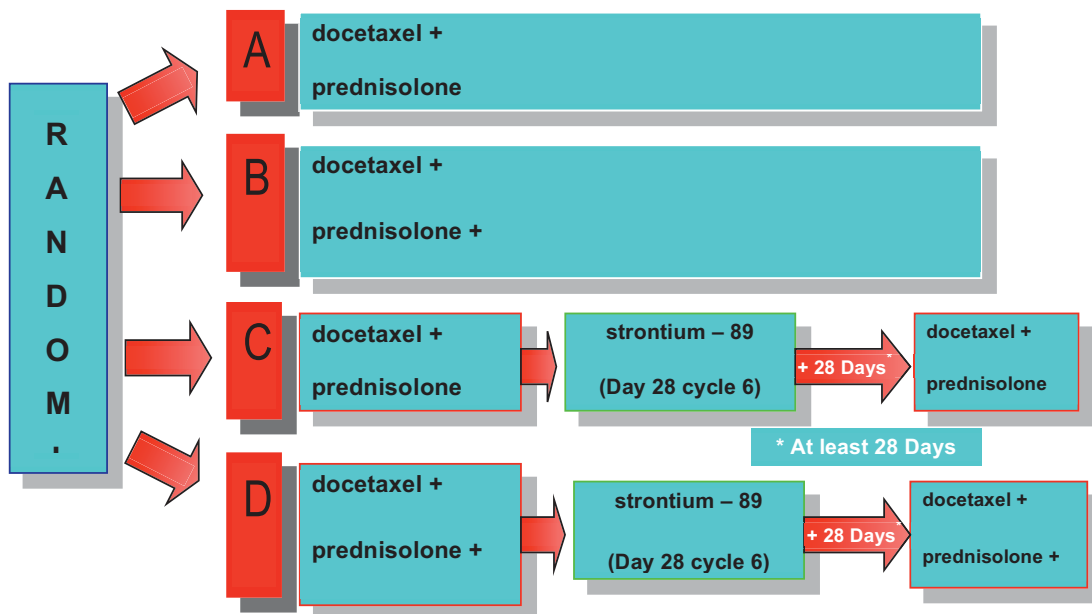 RANDOM.
A
docetaxel +
prednisolone
B
docetaxel +
prednisolone +
C
docetaxel +
prednisolone
strontium – 89
(Day 28 cycle 6)
+ 28 Days*
docetaxel +
prednisolone
* At least 28 Days
D
docetaxel +
prednisolone +
strontium – 89
(Day 28 cycle 6)
+ 28 Days*
docetaxel +
prednisolone +